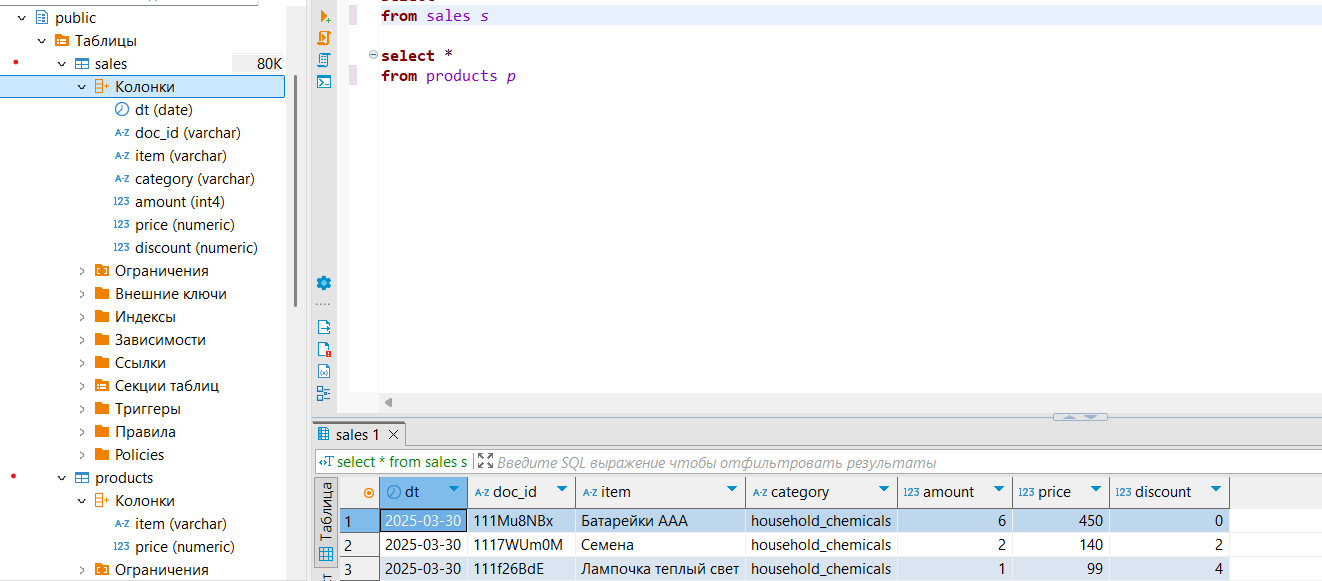 public
Таблицы
sales 80K
Колонки
dt (date)
doc_id (varchar)
item (varchar)
category (varchar)
amount (int4)
price (numeric)
discount (numeric)
Ограничения
Внешние ключи
Индексы
Зависимости
Ссылки
Секции таблиц
Триггеры
Правила
Policies
products
Колонки
item (varchar)
price (numeric)
Ограничения
from sales s
select *
from products p
sales 1
select * from sales s Введите SQL выражение чтобы отфильтровать результаты
Таблица
dt doc_id item category amount price discount
1 2025-03-30 111Mu8NBx Батарейки ААА household_chemicals 6 450 0
2 2025-03-30 1117WUm0M Семена household_chemicals 2 140 2
3 2025-03-30 111f26BdE Лампочка теплый свет household_chemicals 1 99 4